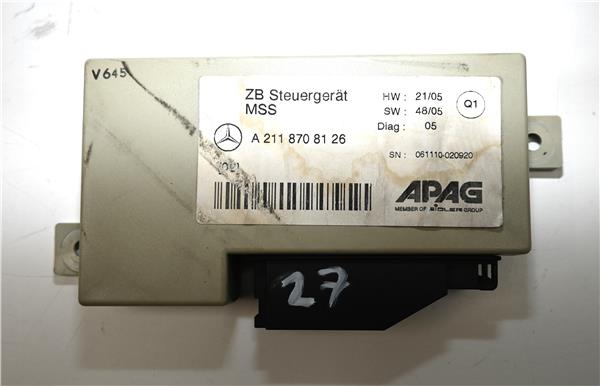 V645
ZB Steuergerät
MSS
A 211 870 81 26
HW : 21/05
SW : 48/05
Diag : 05
Q1
SN : 061110-020920
APAG
MEMBER OF SIDLER GROUP
27